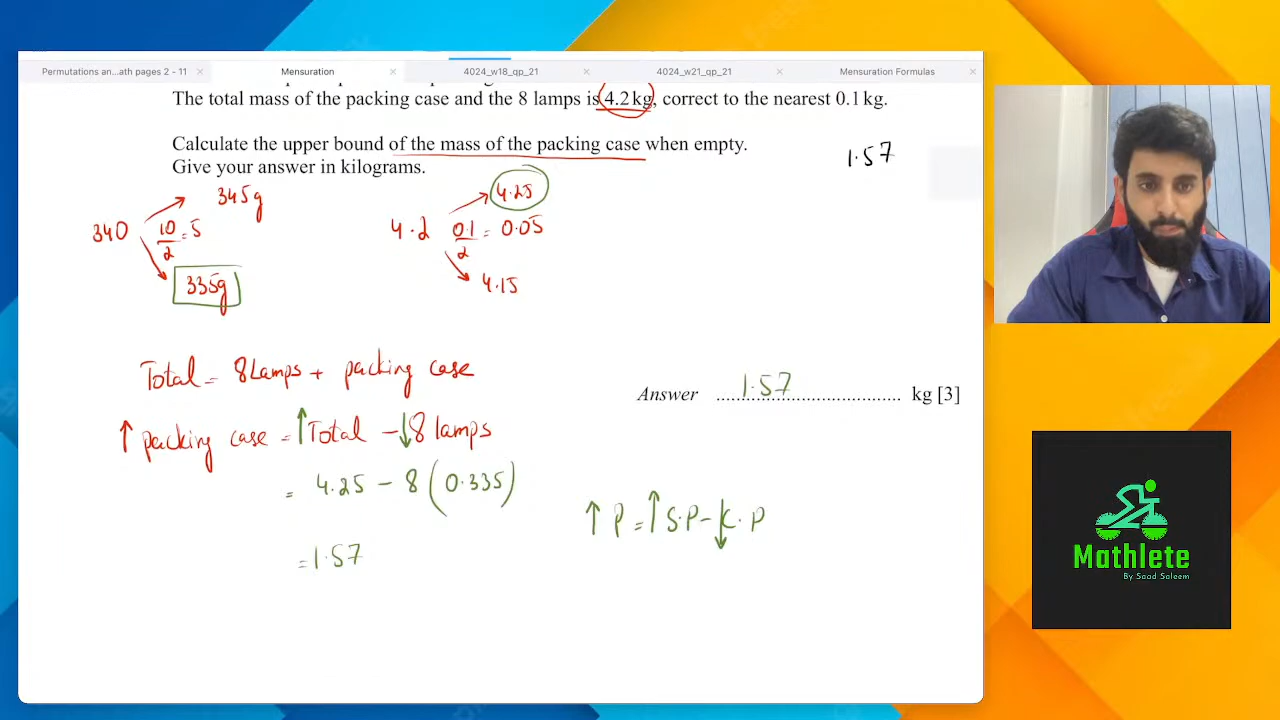 Permutations an...ath pages 2 - 11
Mensuration
4024_w18_qp_21
4024_w21_qp_21
Mensuration Formulas
The total mass of the packing case and the 8 lamps is 4.2 kg, correct to the nearest 0.1 kg.
Calculate the upper bound of the mass of the packing case when empty.
Give your answer in kilograms.
1.57
345g
340 10/2 = 5
335g
4.25
4.2 0.1/2 = 0.05
4.15
Total = 8 Lamps + packing case
↑ packing case = ↑ Total - ↓ 8 lamps
= 4.25 - 8 (0.335)
= 1.57
Answer 1.57 kg [3]
↑ P = ↑ S.P - ↓ C.P
Mathlete
By Saad Saleem